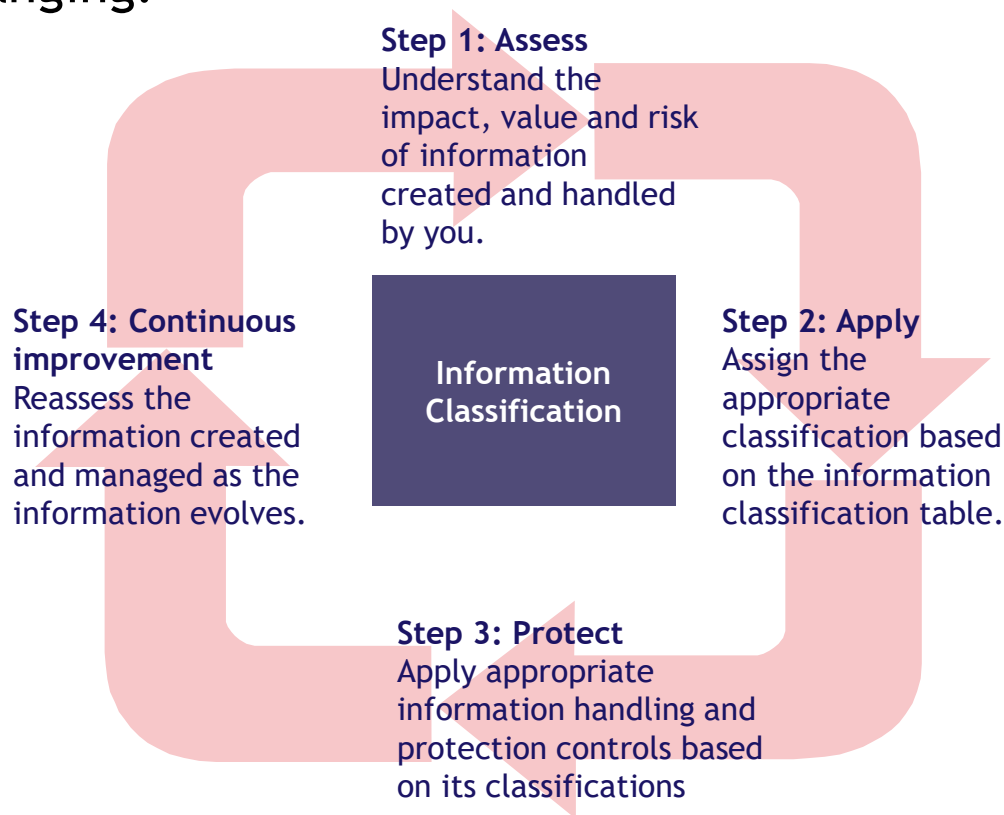 Step 1: Assess
Understand the
impact, value and risk
of information
created and handled
by you.
Step 2: Apply
Assign the
appropriate
classification based
on the information
classification table.
Step 3: Protect
Apply appropriate
information handling and
protection controls based
on its classifications
Step 4: Continuous
improvement
Reassess the
information created
and managed as the
information evolves.
Information
Classification